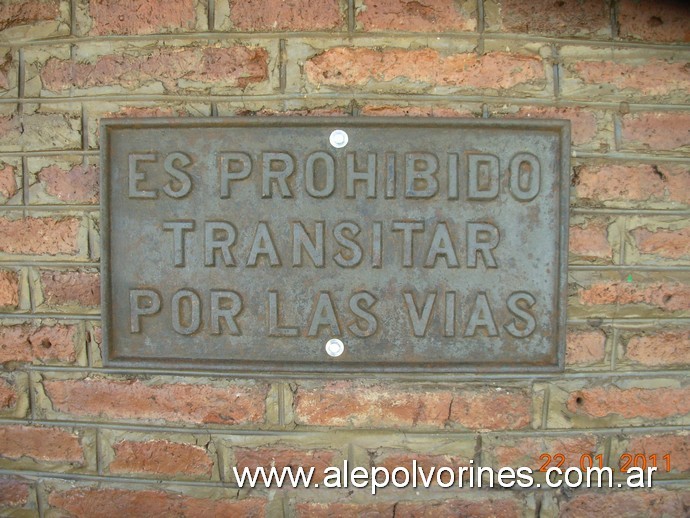 ES PROHIBIDO
TRANSITAR
POR LAS VIAS
22.01.2011
www.alepolvorines.com.ar